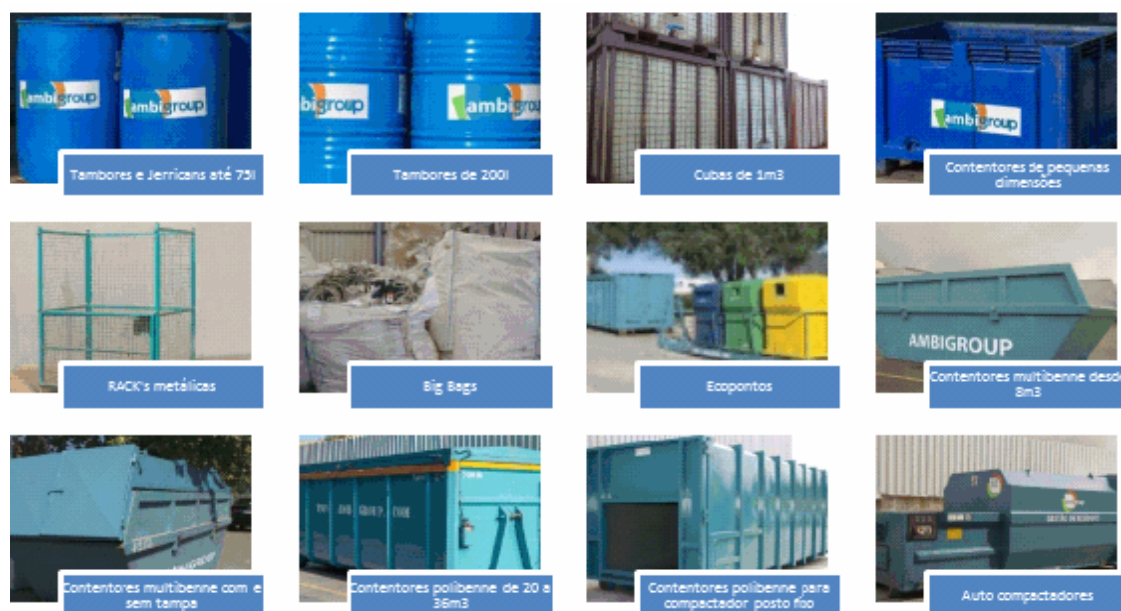 ambigroup
ambigroup
ambigroup
ambigroup
ambigroup
Tambores e Jerricans até 75l
Tambores de 200l
Cubas de 1m3
Contentores de pequenas
dimensões
AMBIGROUP
RACK's metálicas
Big Bags
Ecopontos
Contentores multibenne desde
8m3
AMBIGROUP
Contentores multibenne com e
sem tampa
Contentores polibenne de 20 a
36m3
Contentores polibenne para
compactador posto fixo
Auto compactadores